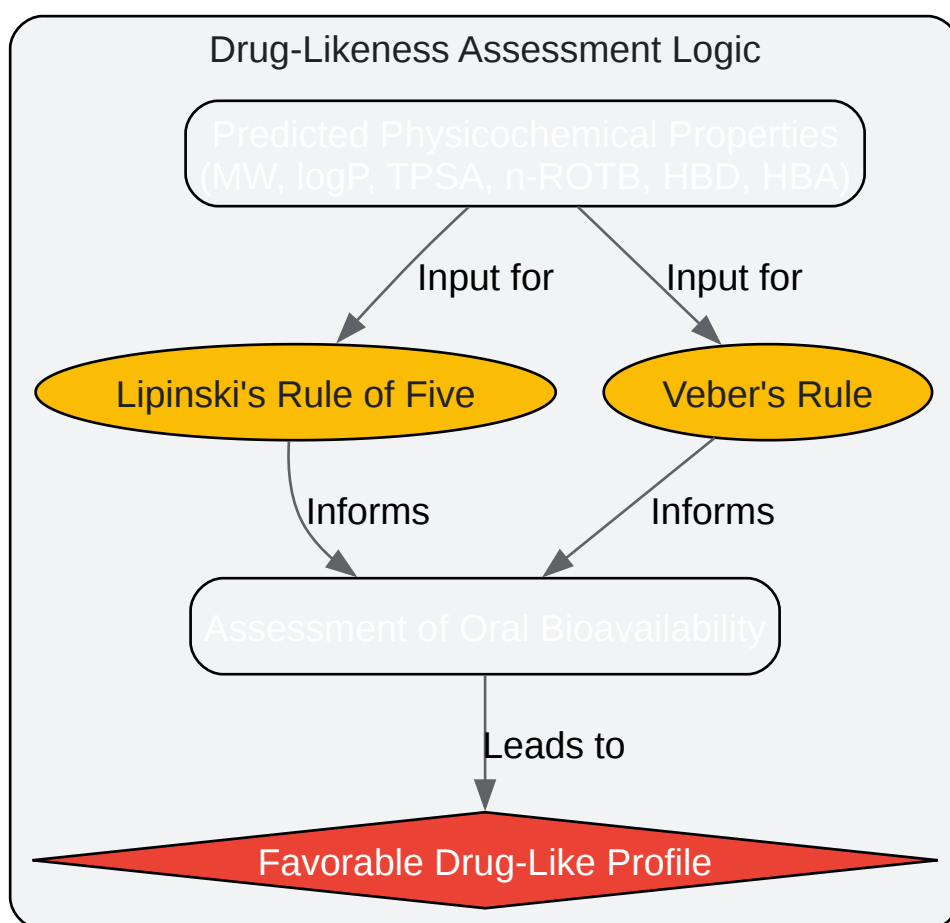 Drug-Likeness Assessment Logic
Predicted Physicochemical Properties
(MW, logP, TPSA, n-ROTB, HBD, HBA)
Input for
Input for
Lipinski's Rule of Five
Veber's Rule
Informs
Informs
Assessment of Oral Bioavailability
Leads to
Favorable Drug-Like Profile